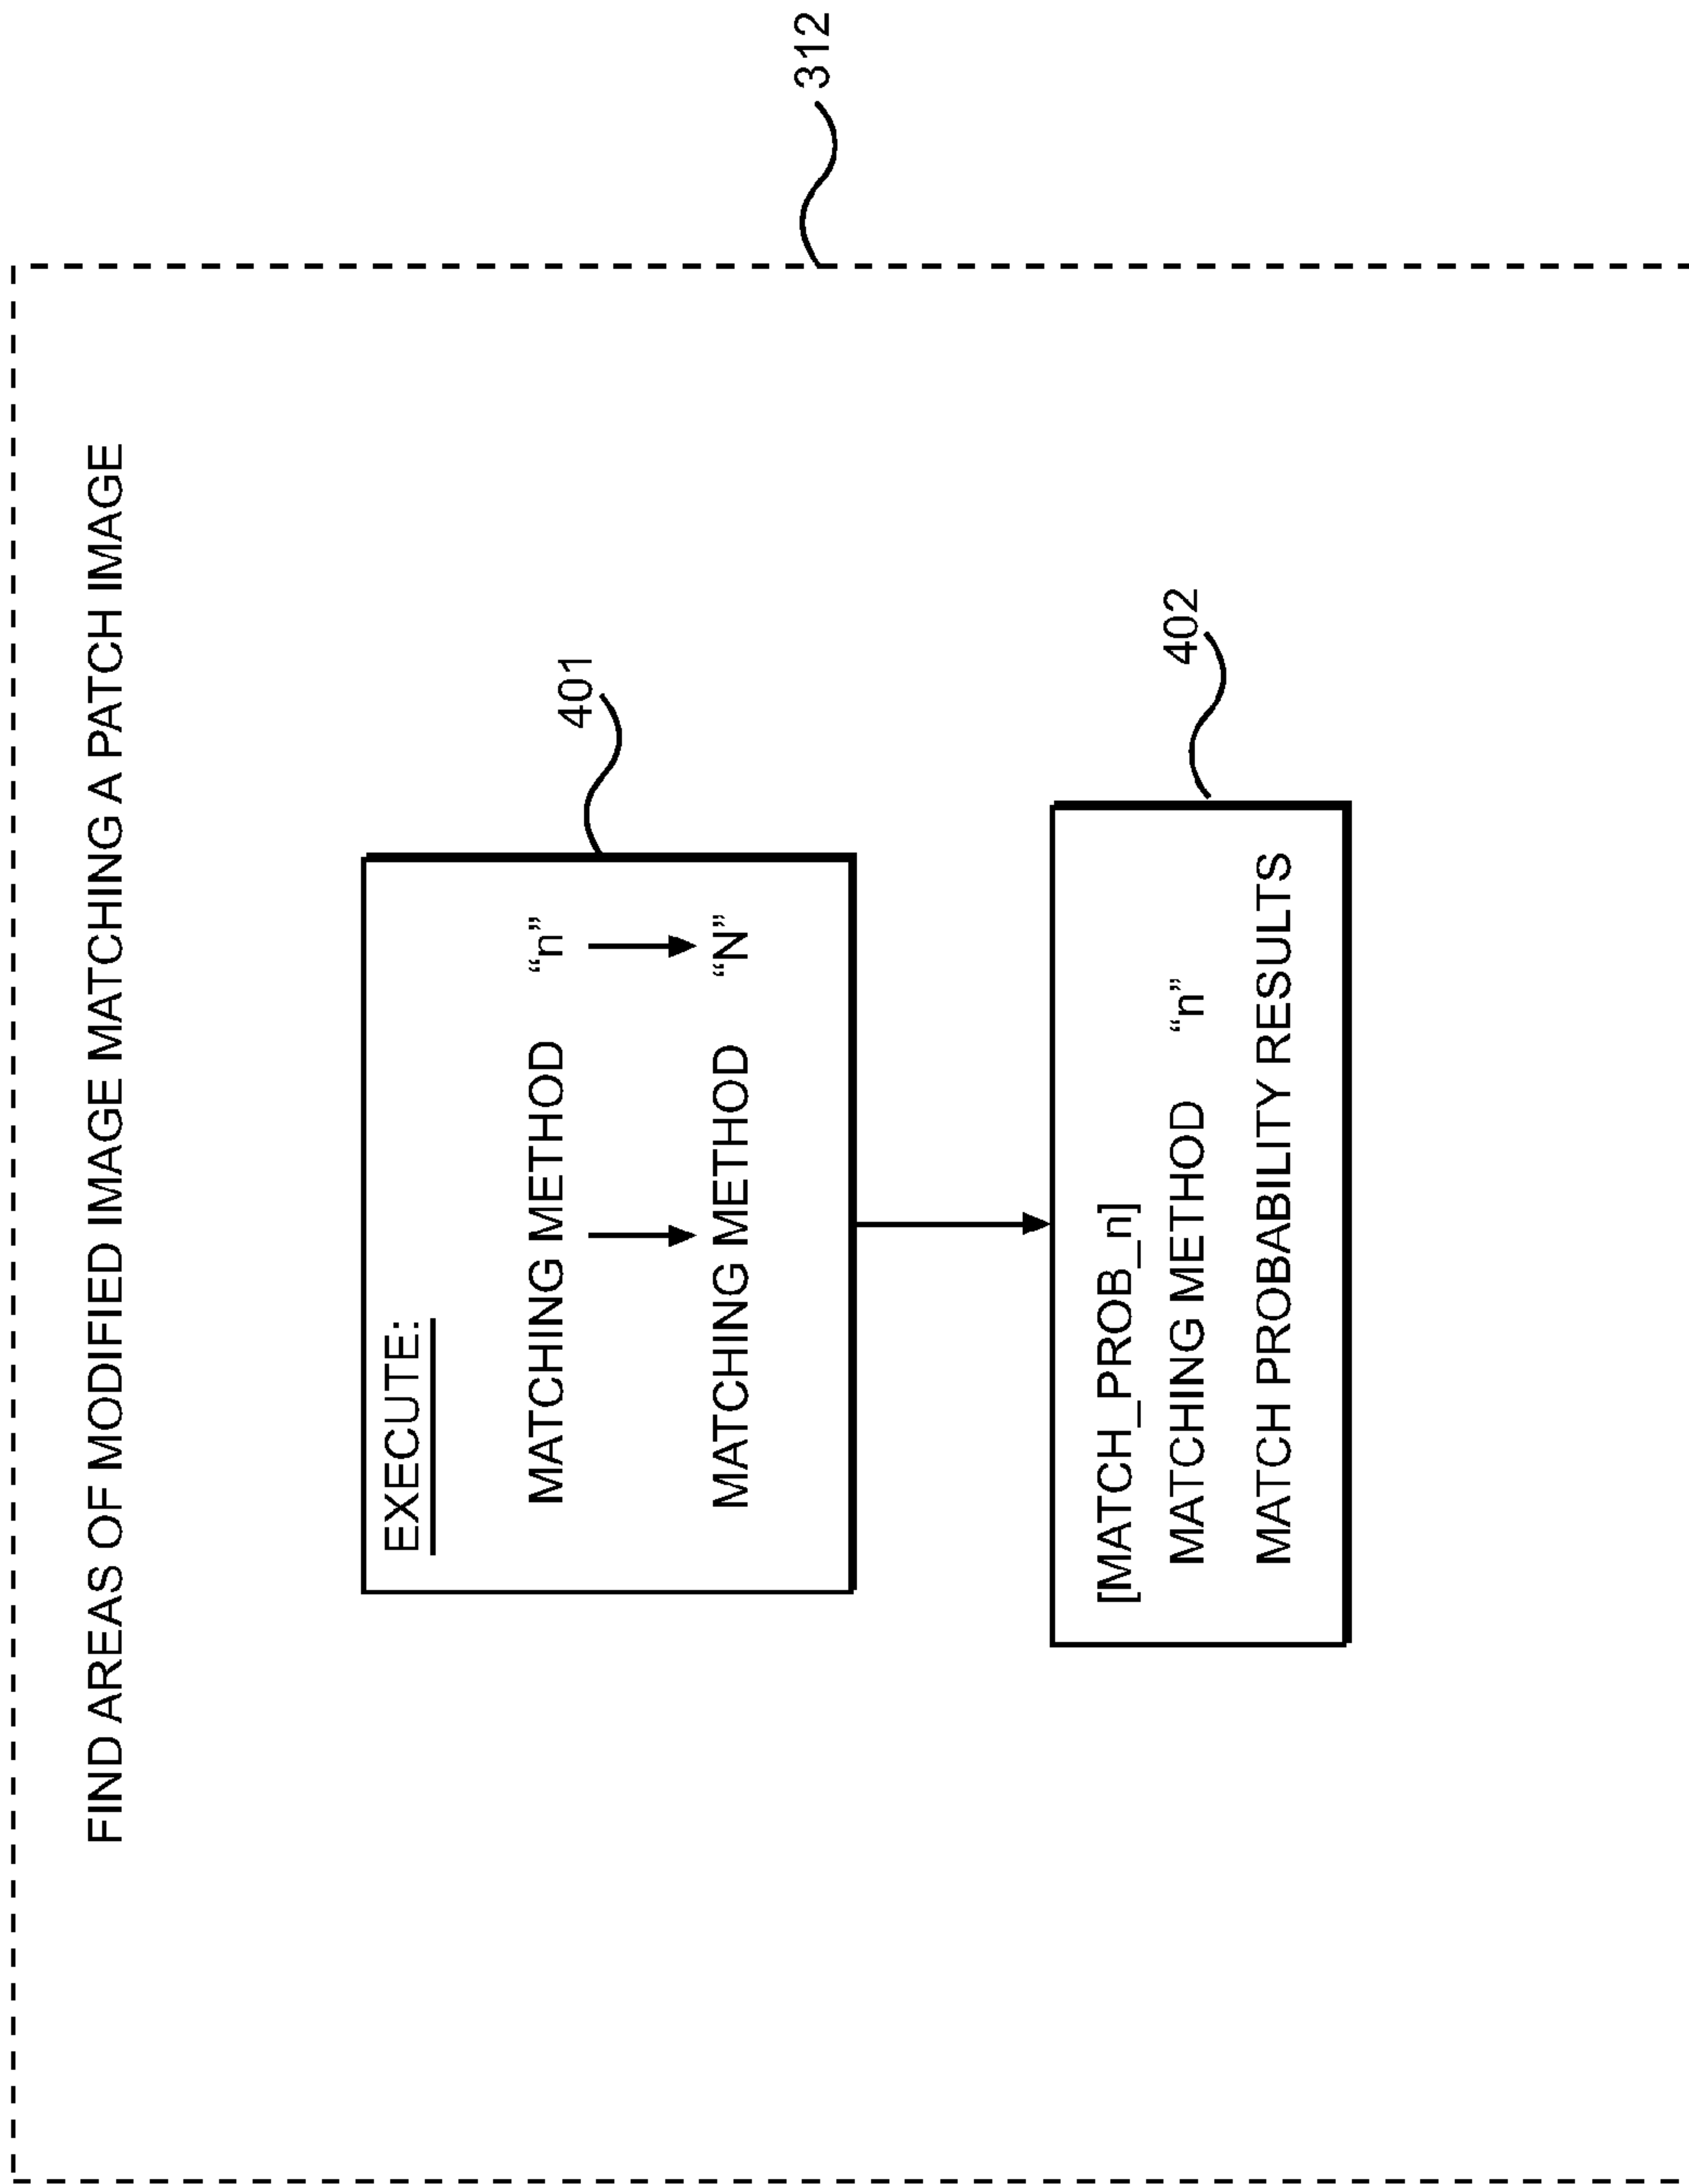 FIND AREAS OF MODIFIED IMAGE MATCHING A PATCH IMAGE
312
401
EXECUTE:
MATCHING METHOD “n”
MATCHING METHOD “N”
402
[MATCH_PROB_n]
MATCHING METHOD “n”
MATCH PROBABILITY RESULTS